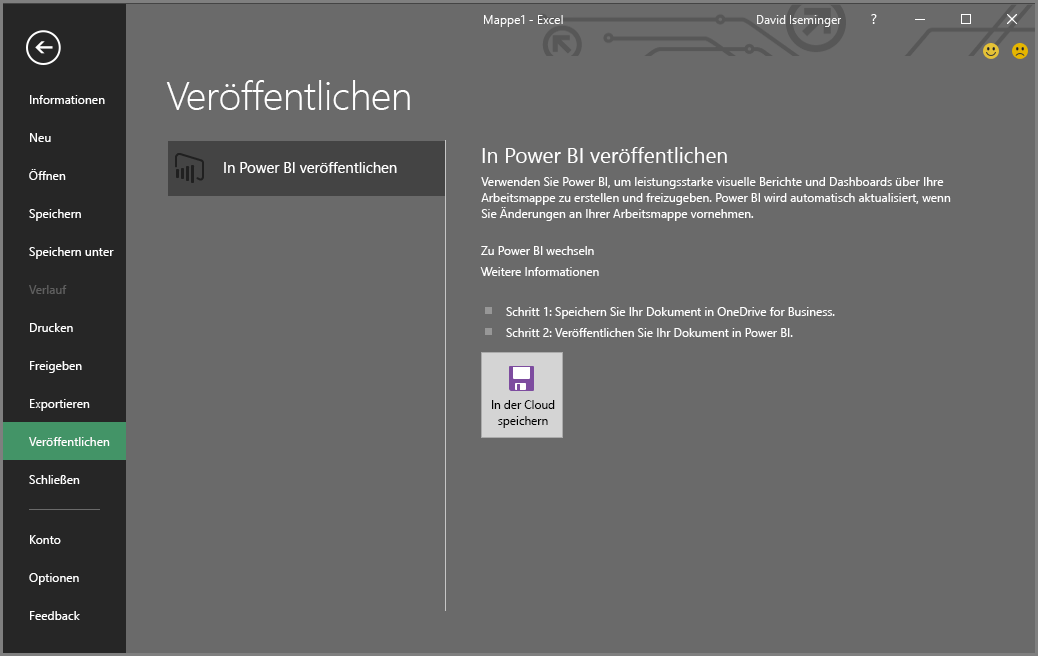 Mappe1 - Excel
David Iseminger
?
Informationen
Neu
Öffnen
Speichern
Speichern unter
Verlauf
Drucken
Freigeben
Exportieren
Veröffentlichen
Schließen
Konto
Optionen
Feedback
Veröffentlichen
In Power BI veröffentlichen
In Power BI veröffentlichen
Verwenden Sie Power BI, um leistungsstarke visuelle Berichte und Dashboards über Ihre
Arbeitsmappe zu erstellen und freizugeben. Power BI wird automatisch aktualisiert, wenn
Sie Änderungen an Ihrer Arbeitsmappe vornehmen.
Zu Power BI wechseln
Weitere Informationen
Schritt 1: Speichern Sie Ihr Dokument in OneDrive for Business.
Schritt 2: Veröffentlichen Sie Ihr Dokument in Power BI.
In der Cloud
speichern